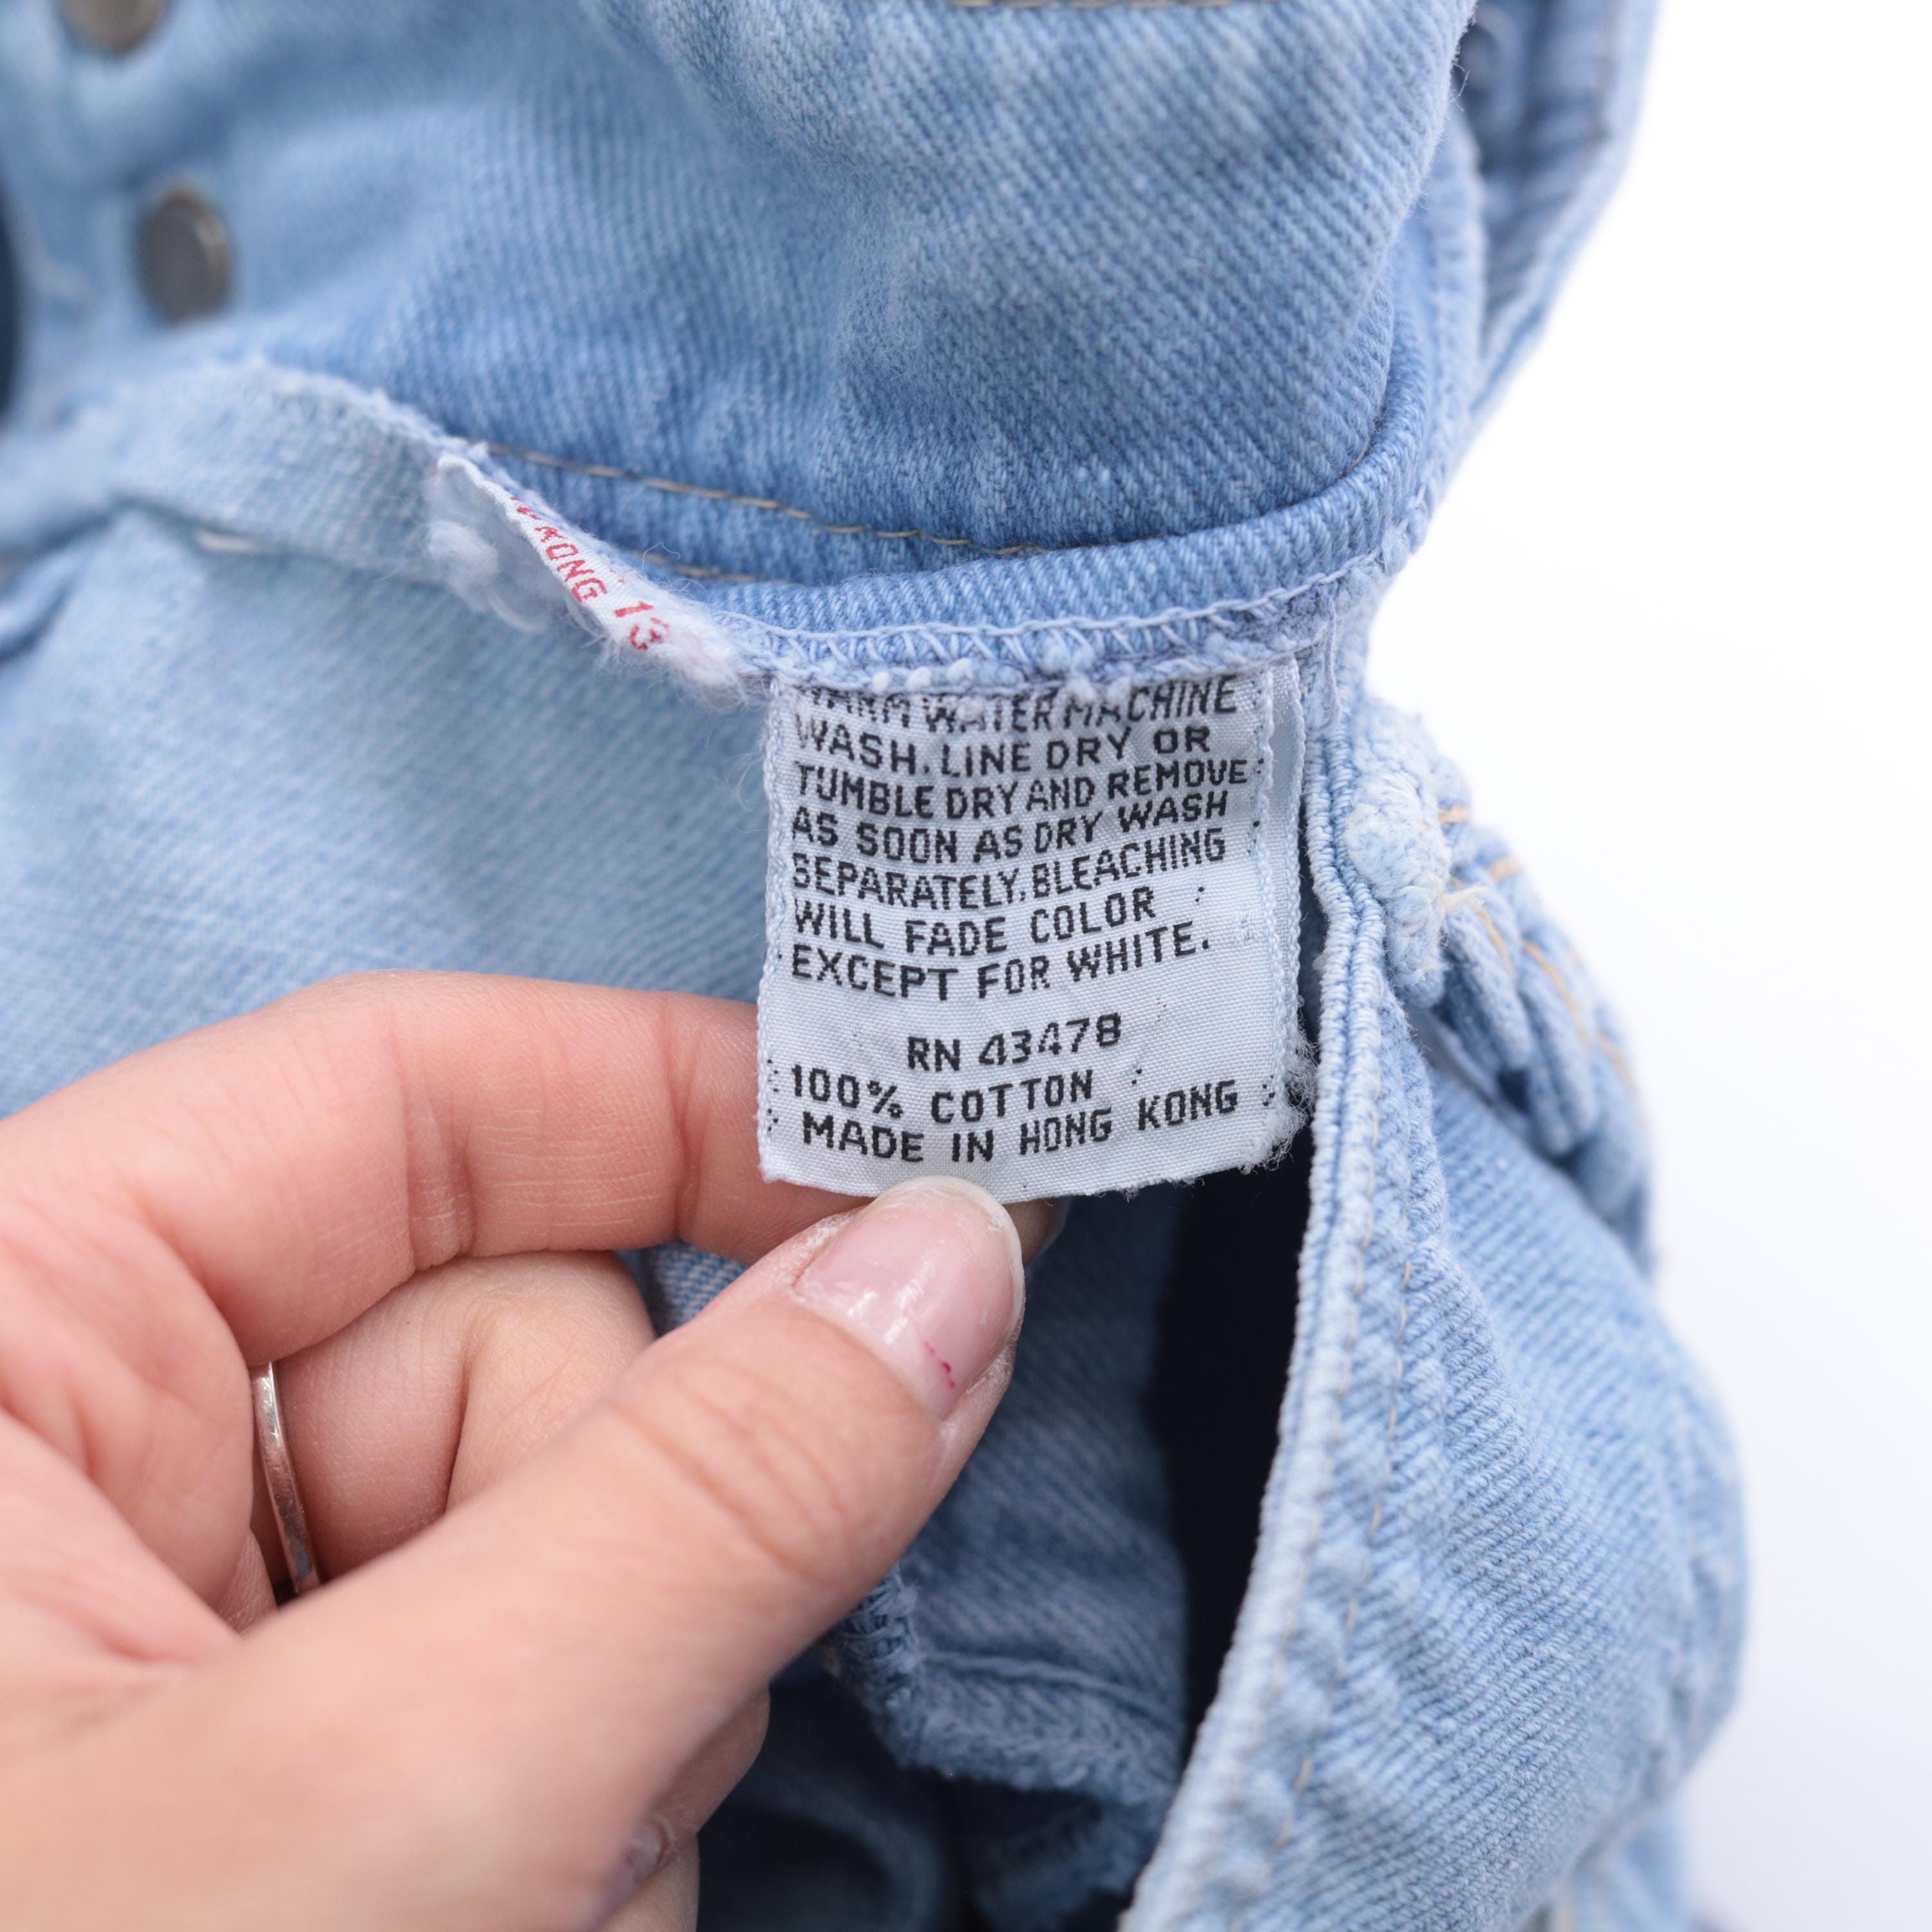 KONG 13
WARM WATER MACHINE
WASH. LINE DRY OR
TUMBLE DRY AND REMOVE
AS SOON AS DRY WASH
SEPARATELY. BLEACHING
WILL FADE COLOR
EXCEPT FOR WHITE.
RN 43478
100% COTTON
MADE IN HONG KONG